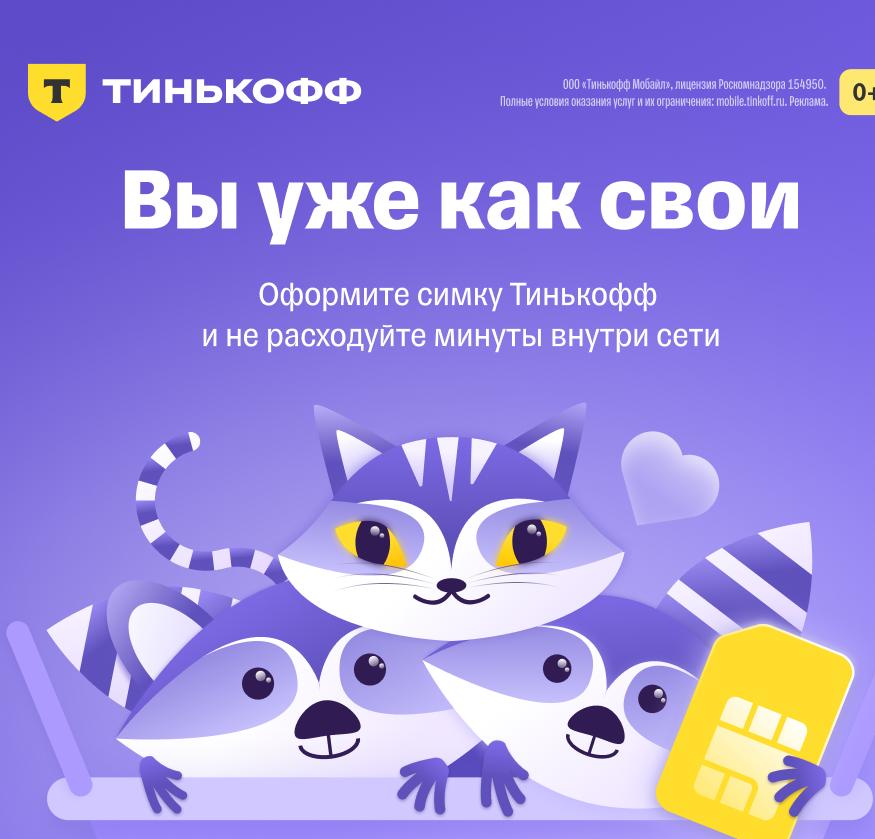 Т ТИНЬКОФФ
ООО «Тинькофф Мобайл», лицензия Роскомнадзора 154950.
Полные условия оказания услуг и их ограничения: mobile.tinkoff.ru. Реклама.
0+
Вы уже как свои
Оформите симку Тинькофф
и не расходуйте минуты внутри сети